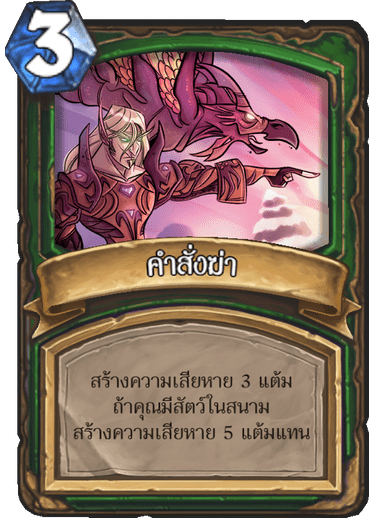 3
คำสั่งฆ่า
สร้างความเสียหาย 3 แต้ม
ถ้าคุณมีสัตว์ในสนาม
สร้างความเสียหาย 5 แต้มแทน